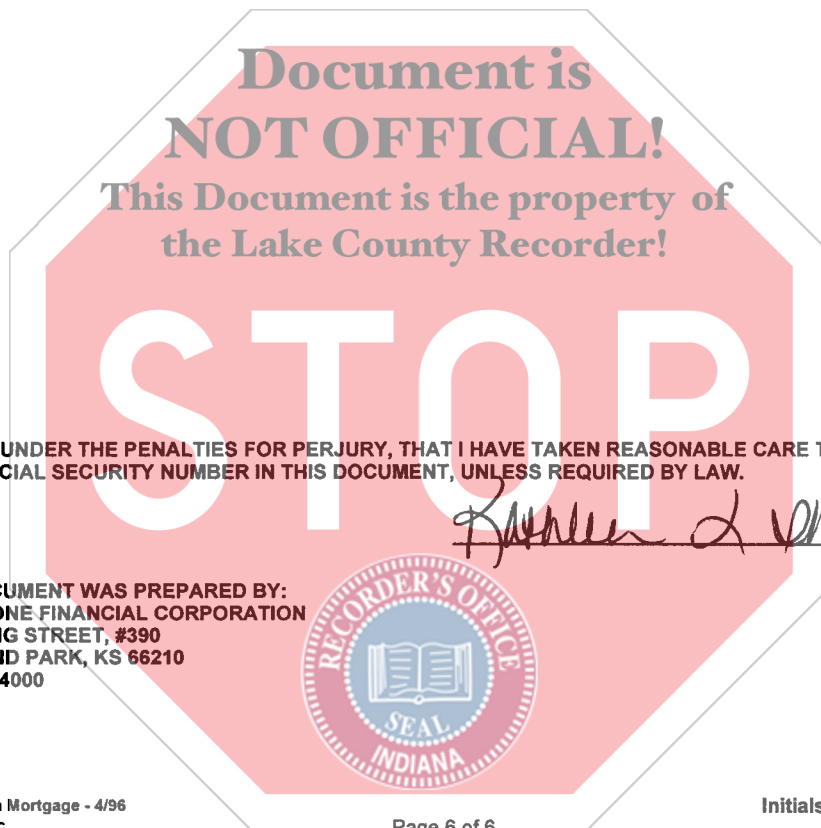 Document is
NOT OFFICIAL!
This Document is the property of
the Lake County Recorder!
STOP
UNDER THE PENALTIES FOR PERJURY, THAT I HAVE TAKEN REASONABLE CARE T
CIAL SECURITY NUMBER IN THIS DOCUMENT, UNLESS REQUIRED BY LAW.
Kathleen L
CUMENT WAS PREPARED BY:
ONE FINANCIAL CORPORATION
G STREET, #390
D PARK, KS 66210
4000
RECORDER'S OFFICE
SEAL
INDIANA
Mortgage - 4/96
Initials
Page 6 of 6